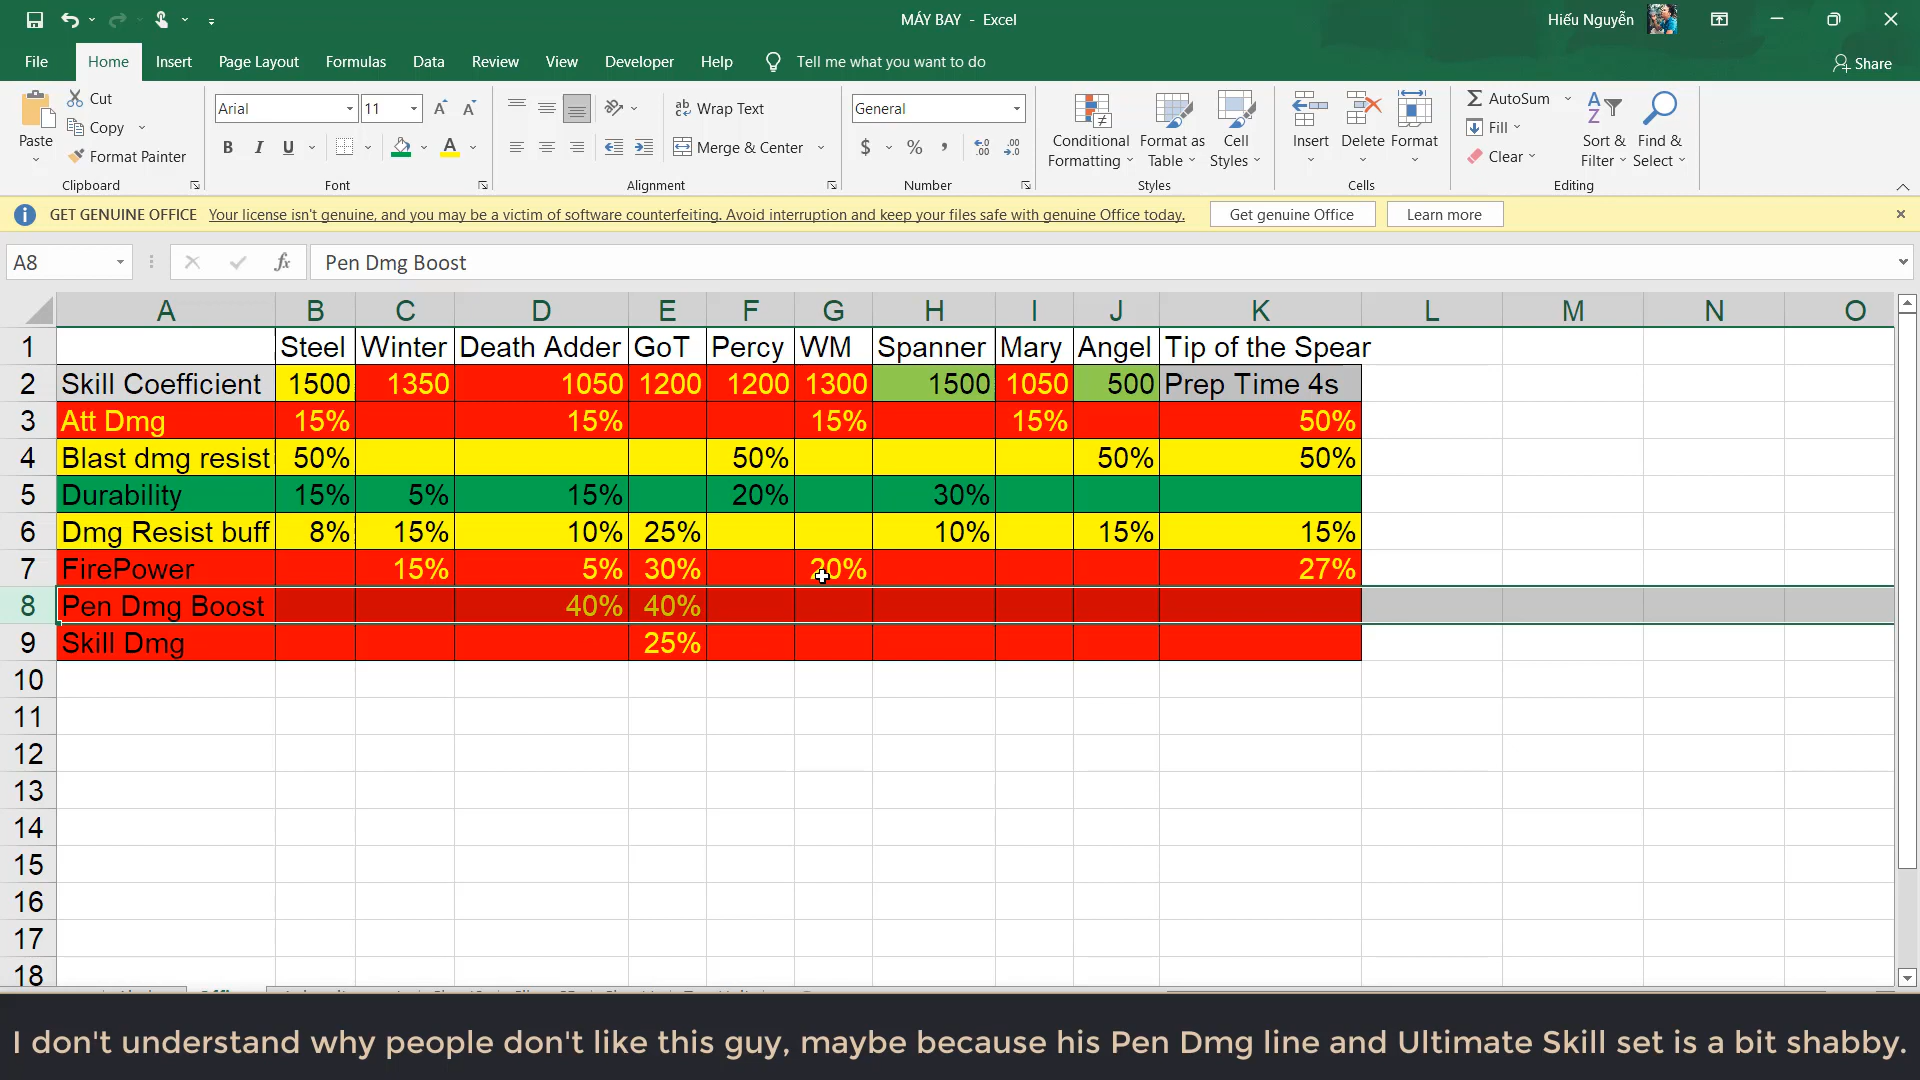 MÁY BAY - Excel
Hiếu Nguyễn
File Home Insert Page Layout Formulas Data Review View Developer Help Tell me what you want to do Share
Paste
Cut
Copy
Format Painter
Clipboard
Arial 11
B I U
Font
Wrap Text
Merge & Center
Alignment
General
$ % ,
Number
Conditional Formatting
Format as Table
Cell Styles
Styles
Insert Delete Format
Cells
AutoSum
Fill
Clear
Sort & Filter
Find & Select
Editing
GET GENUINE OFFICE Your license isn't genuine, and you may be a victim of software counterfeiting. Avoid interruption and keep your files safe with genuine Office today. Get genuine Office Learn more
A8 fx Pen Dmg Boost
A B C D E F G H I J K L M N O
1 Steel Winter Death Adder GoT Percy WM Spanner Mary Angel Tip of the Spear
2 Skill Coefficient 1500 1350 1050 1200 1200 1300 1500 1050 500 Prep Time 4s
3 Att Dmg 15% 15% 15% 15% 50%
4 Blast dmg resist 50% 50% 50% 50%
5 Durability 15% 5% 15% 20% 30%
6 Dmg Resist buff 8% 15% 10% 25% 10% 15% 15%
7 FirePower 15% 5% 30% 20% 27%
8 Pen Dmg Boost 40% 40%
9 Skill Dmg 25%
10
11
12
13
14
15
16
17
18
I don't understand why people don't like this guy, maybe because his Pen Dmg line and Ultimate Skill set is a bit shabby.